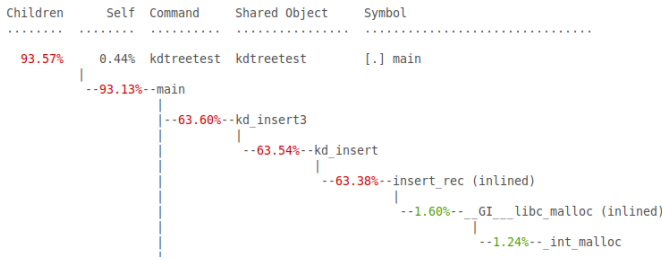 Children      Self  Command     Shared Object     Symbol
........  ........  ..........  ................  ................................
  93.57%     0.44%  kdtreetest  kdtreetest        [.] main
            |
             --93.13%--main
                       |
                       |--63.60%--kd_insert3
                       |          |
                       |           --63.54%--kd_insert
                       |                     |
                       |                      --63.38%--insert_rec (inlined)
                       |                                |
                       |                                 --1.60%--__GI___libc_malloc (inlined)
                       |                                           |
                       |                                            --1.24%--_int_malloc
                       |